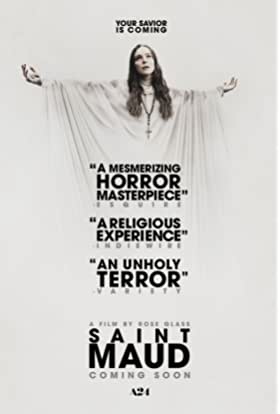 YOUR SAVIOR
IS COMING
“A MESMERIZING
HORROR
MASTERPIECE”
-ESQUIRE
“A RELIGIOUS
EXPERIENCE”
-INDIEWIRE
“AN UNHOLY
TERROR”
-VARIETY
A FILM BY ROSE GLASS
SAINT
MAUD
COMING SOON
A24